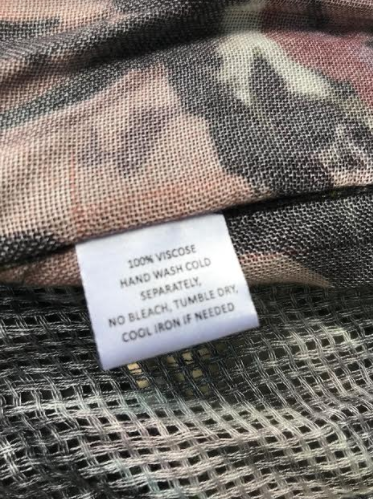 100% VISCOSE
HAND WASH COLD
SEPARATELY,
NO BLEACH, TUMBLE DRY,
COOL IRON IF NEEDED